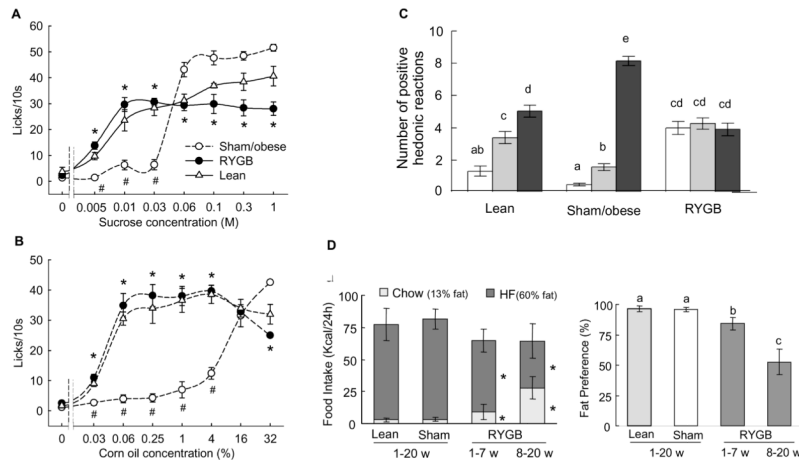 A
60
50
40
30
20
10
0
Licks/10s
* * *
* * * *
# # #
Sham/obese
RYGB
Lean
0 0.005 0.01 0.03 0.06 0.1 0.3 1
Sucrose concentration (M)
B
50
40
30
20
10
0
Licks/10s
* * * * *
*
# # # # #
0 0.03 0.06 0.25 1 4 16 32
Corn oil concentration (%)
C
10
8
6
4
2
0
Number of positive
hedonic reactions
ab c d
a b e
cd cd cd
Lean Sham/obese RYGB
D
Chow (13% fat) HF(60% fat)
100
75
50
25
0
Food Intake (Kcal/24h)
* *
* *
Lean Sham RYGB
1-20 w 1-7 w 8-20 w
100
80
60
40
20
0
Fat Preference (%)
a a b c
Lean Sham RYGB
1-20 w 1-7 w 8-20 w